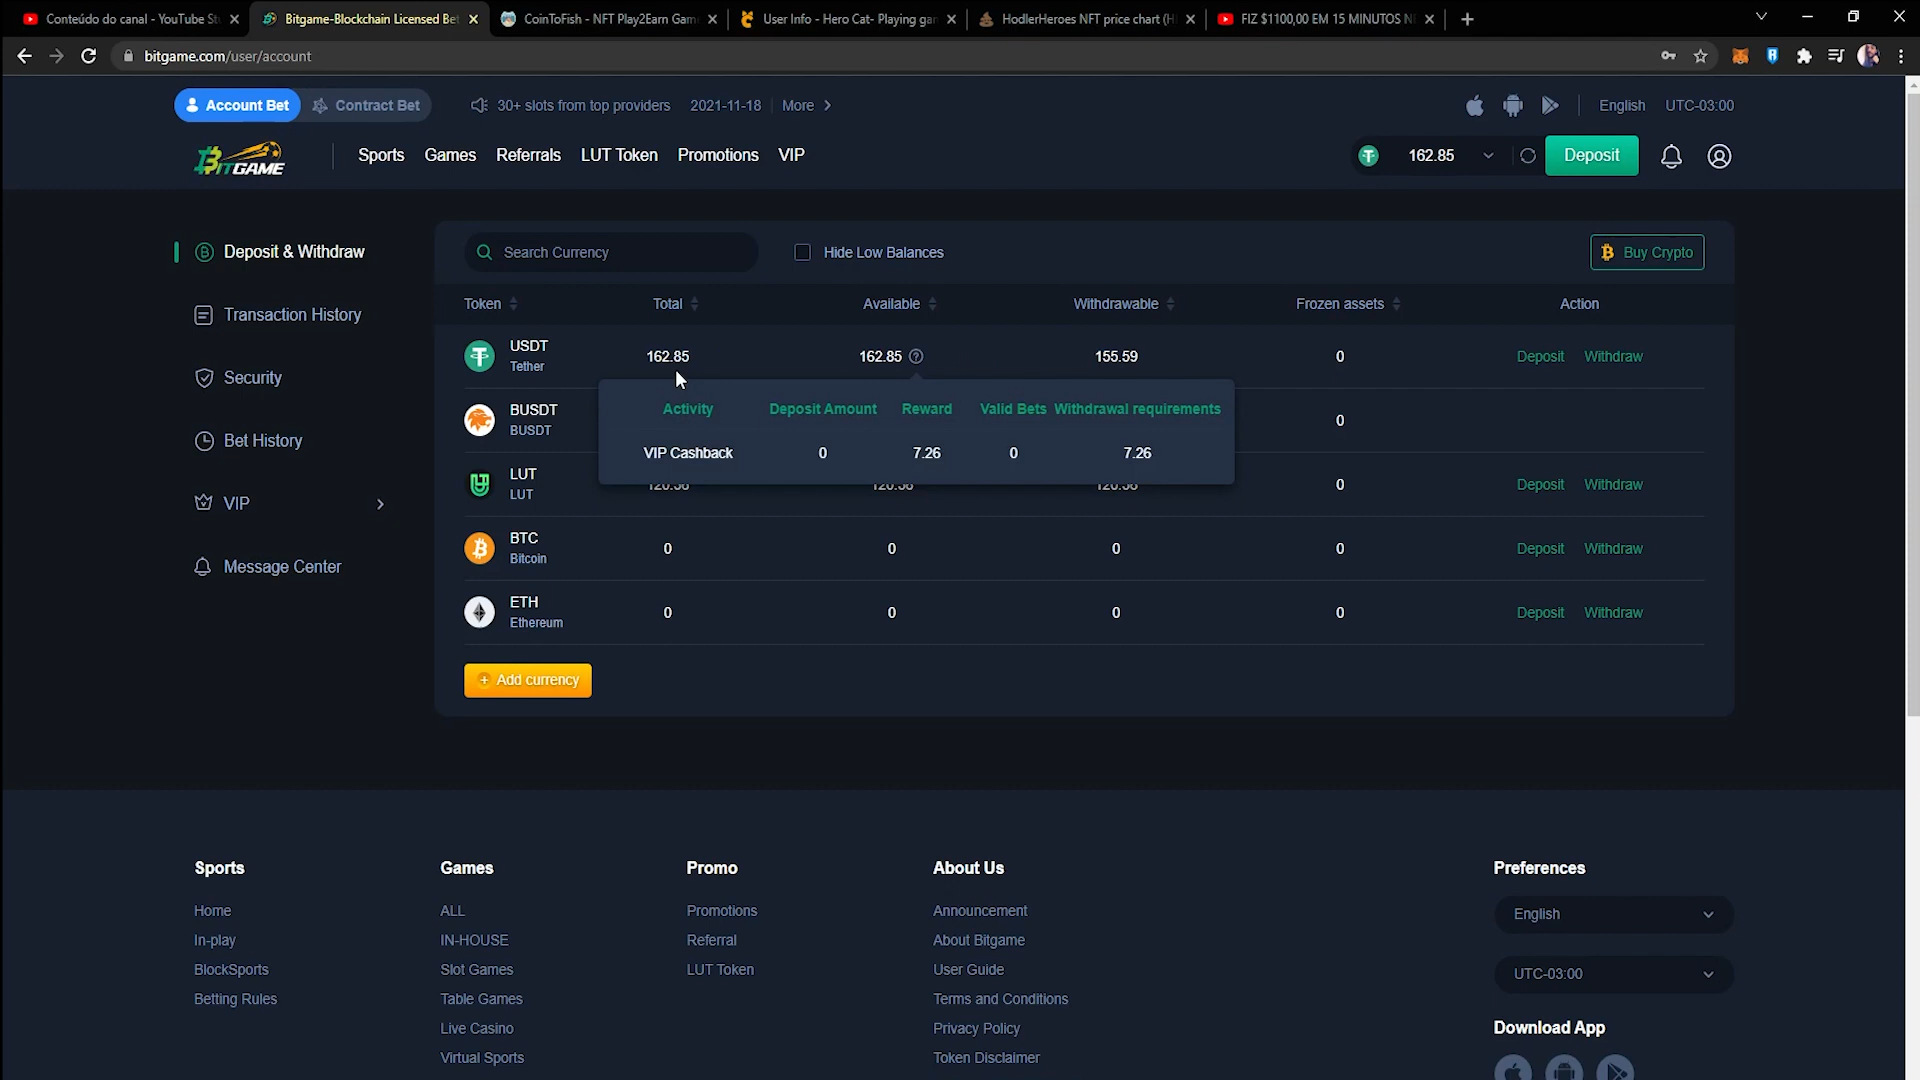 Conteúdo do canal - YouTube St
Bitgame-Blockchain Licensed Bet
CoinToFish - NFT Play2Earn Gam
User Info - Hero Cat- Playing gam
HodlerHeroes NFT price chart (H
FIZ $1100,00 EM 15 MINUTOS N
bitgame.com/user/account
Account Bet
Contract Bet
30+ slots from top providers 2021-11-18 More
English UTC-03:00
BITGAME
Sports Games Referrals LUT Token Promotions VIP
162.85
Deposit
Deposit & Withdraw
Transaction History
Security
Bet History
VIP
Message Center
Search Currency
Hide Low Balances
Buy Crypto
Token Total Available Withdrawable Frozen assets Action
USDT
Tether
162.85 162.85 155.59 0 Deposit Withdraw
Activity Deposit Amount Reward Valid Bets Withdrawal requirements
VIP Cashback 0 7.26 0 7.26
BUSDT
BUSDT
0
LUT
LUT
0 Deposit Withdraw
BTC
Bitcoin
0 0 0 0 Deposit Withdraw
ETH
Ethereum
0 0 0 0 Deposit Withdraw
+ Add currency
Sports
Home
In-play
BlockSports
Betting Rules
Games
ALL
IN-HOUSE
Slot Games
Table Games
Live Casino
Virtual Sports
Promo
Promotions
Referral
LUT Token
About Us
Announcement
About Bitgame
User Guide
Terms and Conditions
Privacy Policy
Token Disclaimer
Preferences
English
UTC-03:00
Download App